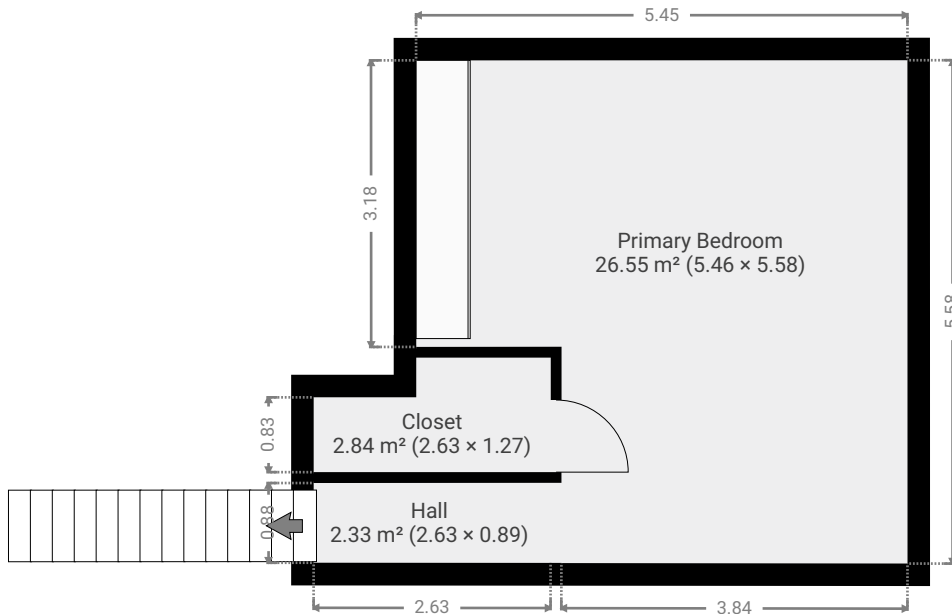 5.45
3.18
Primary Bedroom
26.55 m² (5.46 × 5.58)
5.58
0.83
Closet
2.84 m² (2.63 × 1.27)
0.88
Hall
2.33 m² (2.63 × 0.89)
2.63
3.84